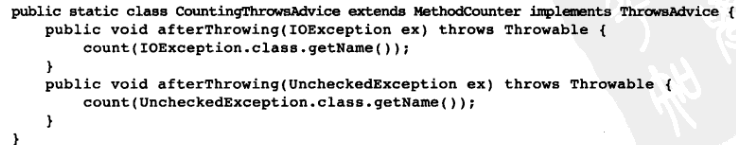 public static class CountingThrowsAdvice extends MethodCounter implements ThrowsAdvice {
    public void afterThrowing(IOException ex) throws Throwable {
        count(IOException.class.getName());
    }
    public void afterThrowing(UncheckedException ex) throws Throwable {
        count(UncheckedException.class.getName());
    }
}